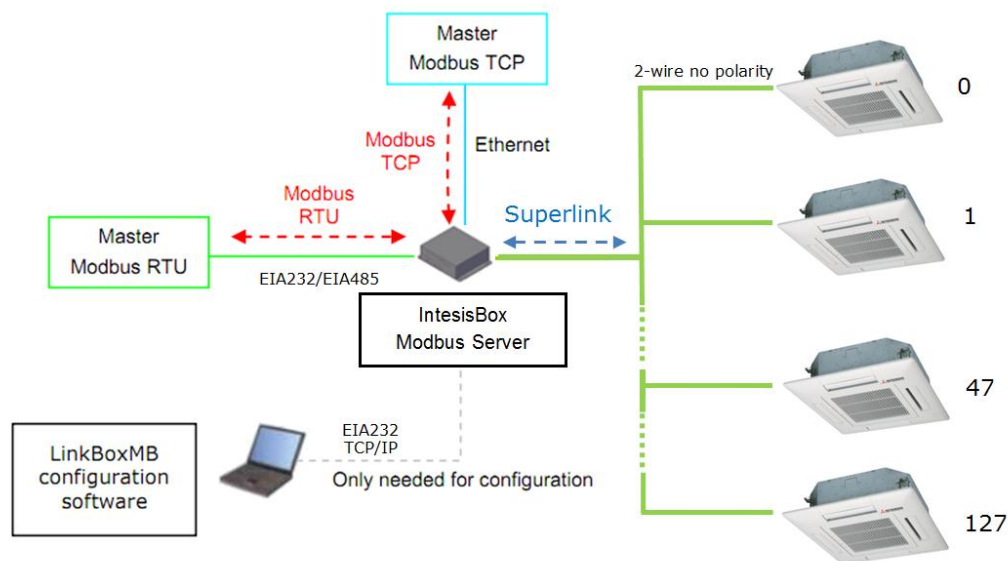 Master
Modbus TCP
2-wire no polarity
0
Modbus
TCP
Ethernet
Modbus
RTU
Superlink
1
Master
Modbus RTU
EIA232/EIA485
IntesisBox
Modbus Server
47
LinkBoxMB
configuration
software
EIA232
TCP/IP
Only needed for configuration
127